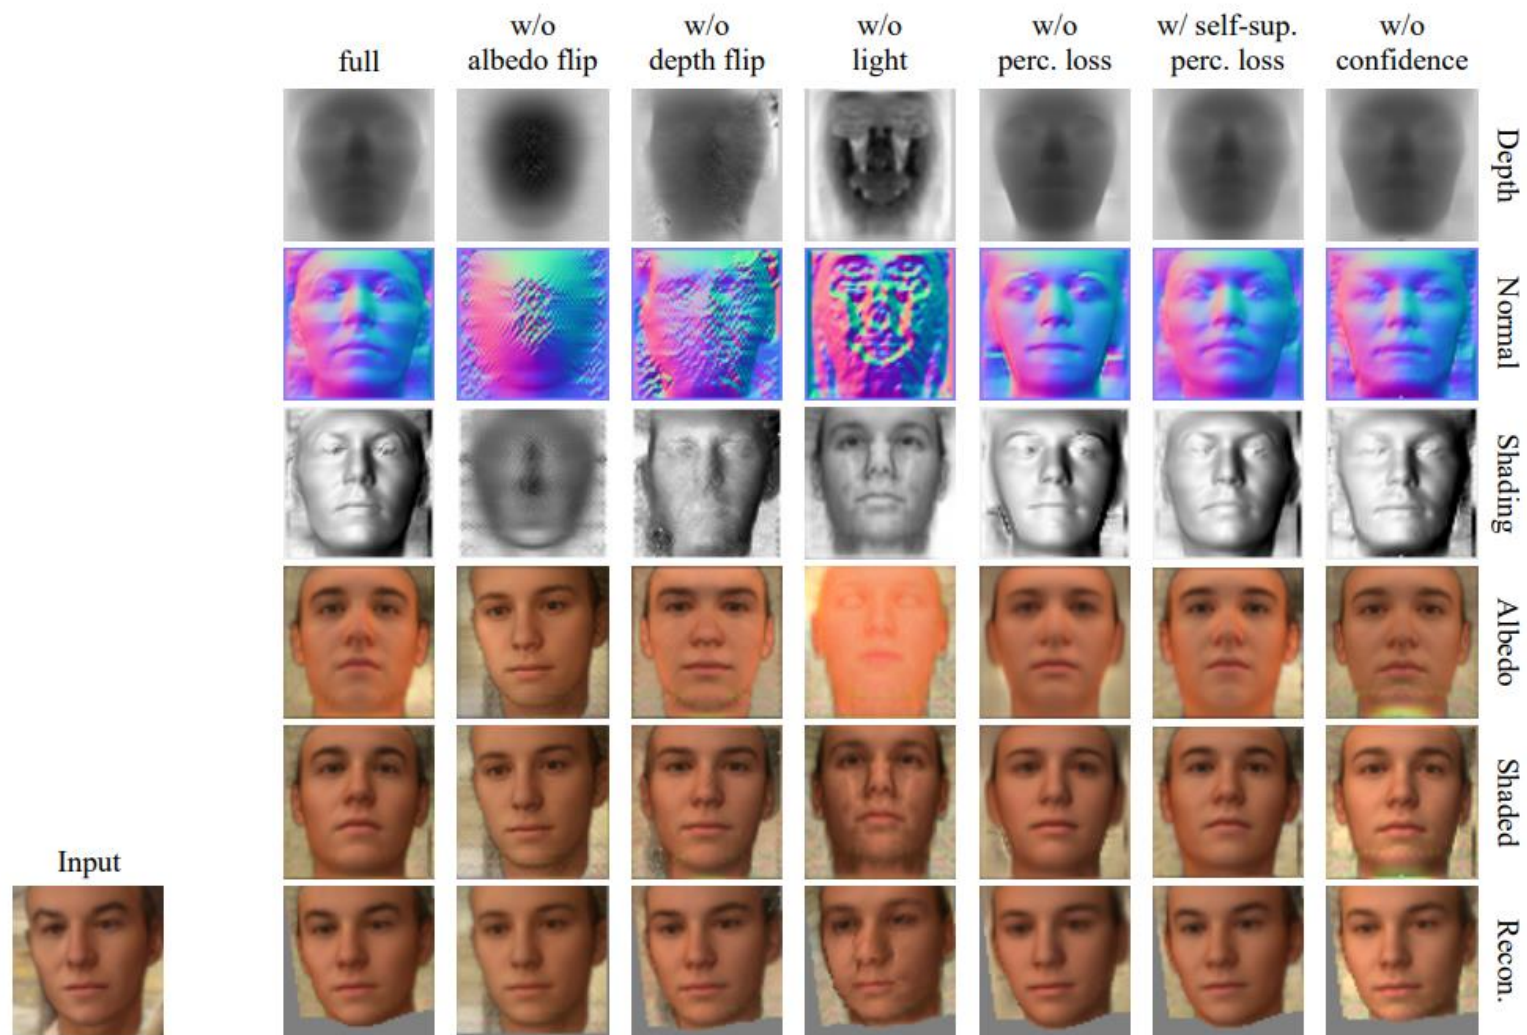 w/o
w/o
w/o
w/o
w/ self-sup.
w/o
full
albedo flip
depth flip
light
perc. loss
perc. loss
confidence
Depth
Normal
Shading
Albedo
Shaded
Input
Recon.